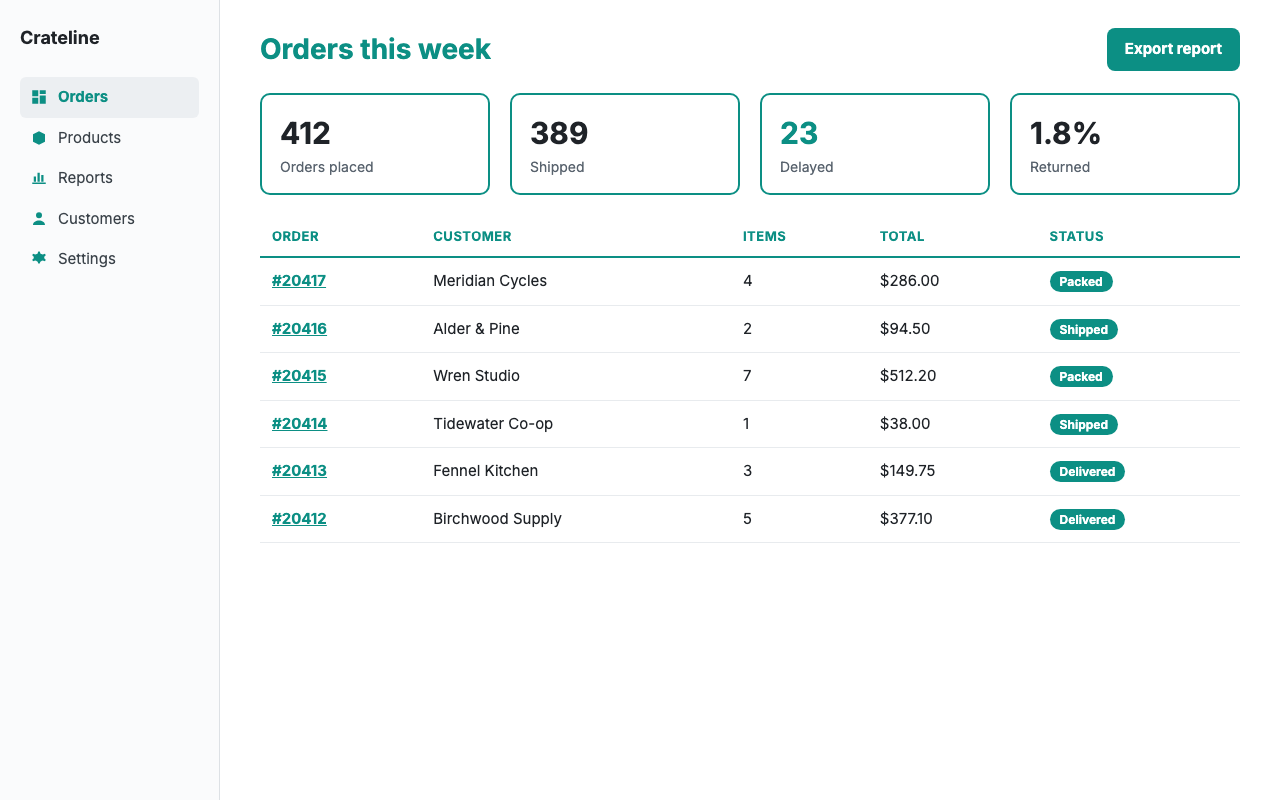 Crateline
Orders
Products
Reports
Customers
Settings
Orders this week
Export report
412
Orders placed
389
Shipped
23
Delayed
1.8%
Returned
ORDER CUSTOMER ITEMS TOTAL STATUS
#20417 Meridian Cycles 4 $286.00 Packed
#20416 Alder & Pine 2 $94.50 Shipped
#20415 Wren Studio 7 $512.20 Packed
#20414 Tidewater Co-op 1 $38.00 Shipped
#20413 Fennel Kitchen 3 $149.75 Delivered
#20412 Birchwood Supply 5 $377.10 Delivered